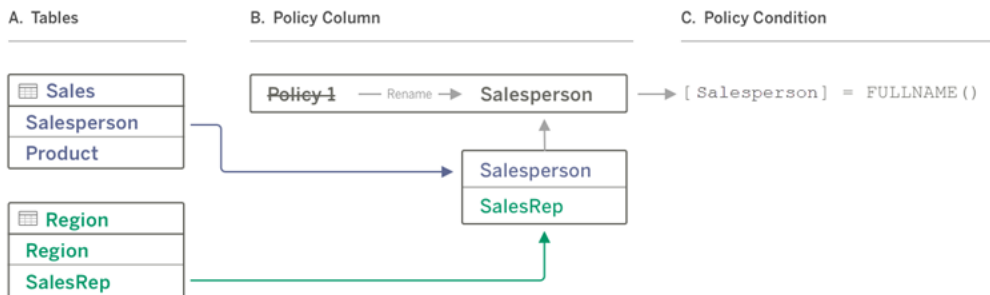 A. Tables
B. Policy Column
C. Policy Condition
Sales
Salesperson
Product
Region
Region
SalesRep
Policy 1
Rename
Salesperson
Salesperson
SalesRep
[Salesperson] = FULLNAME()